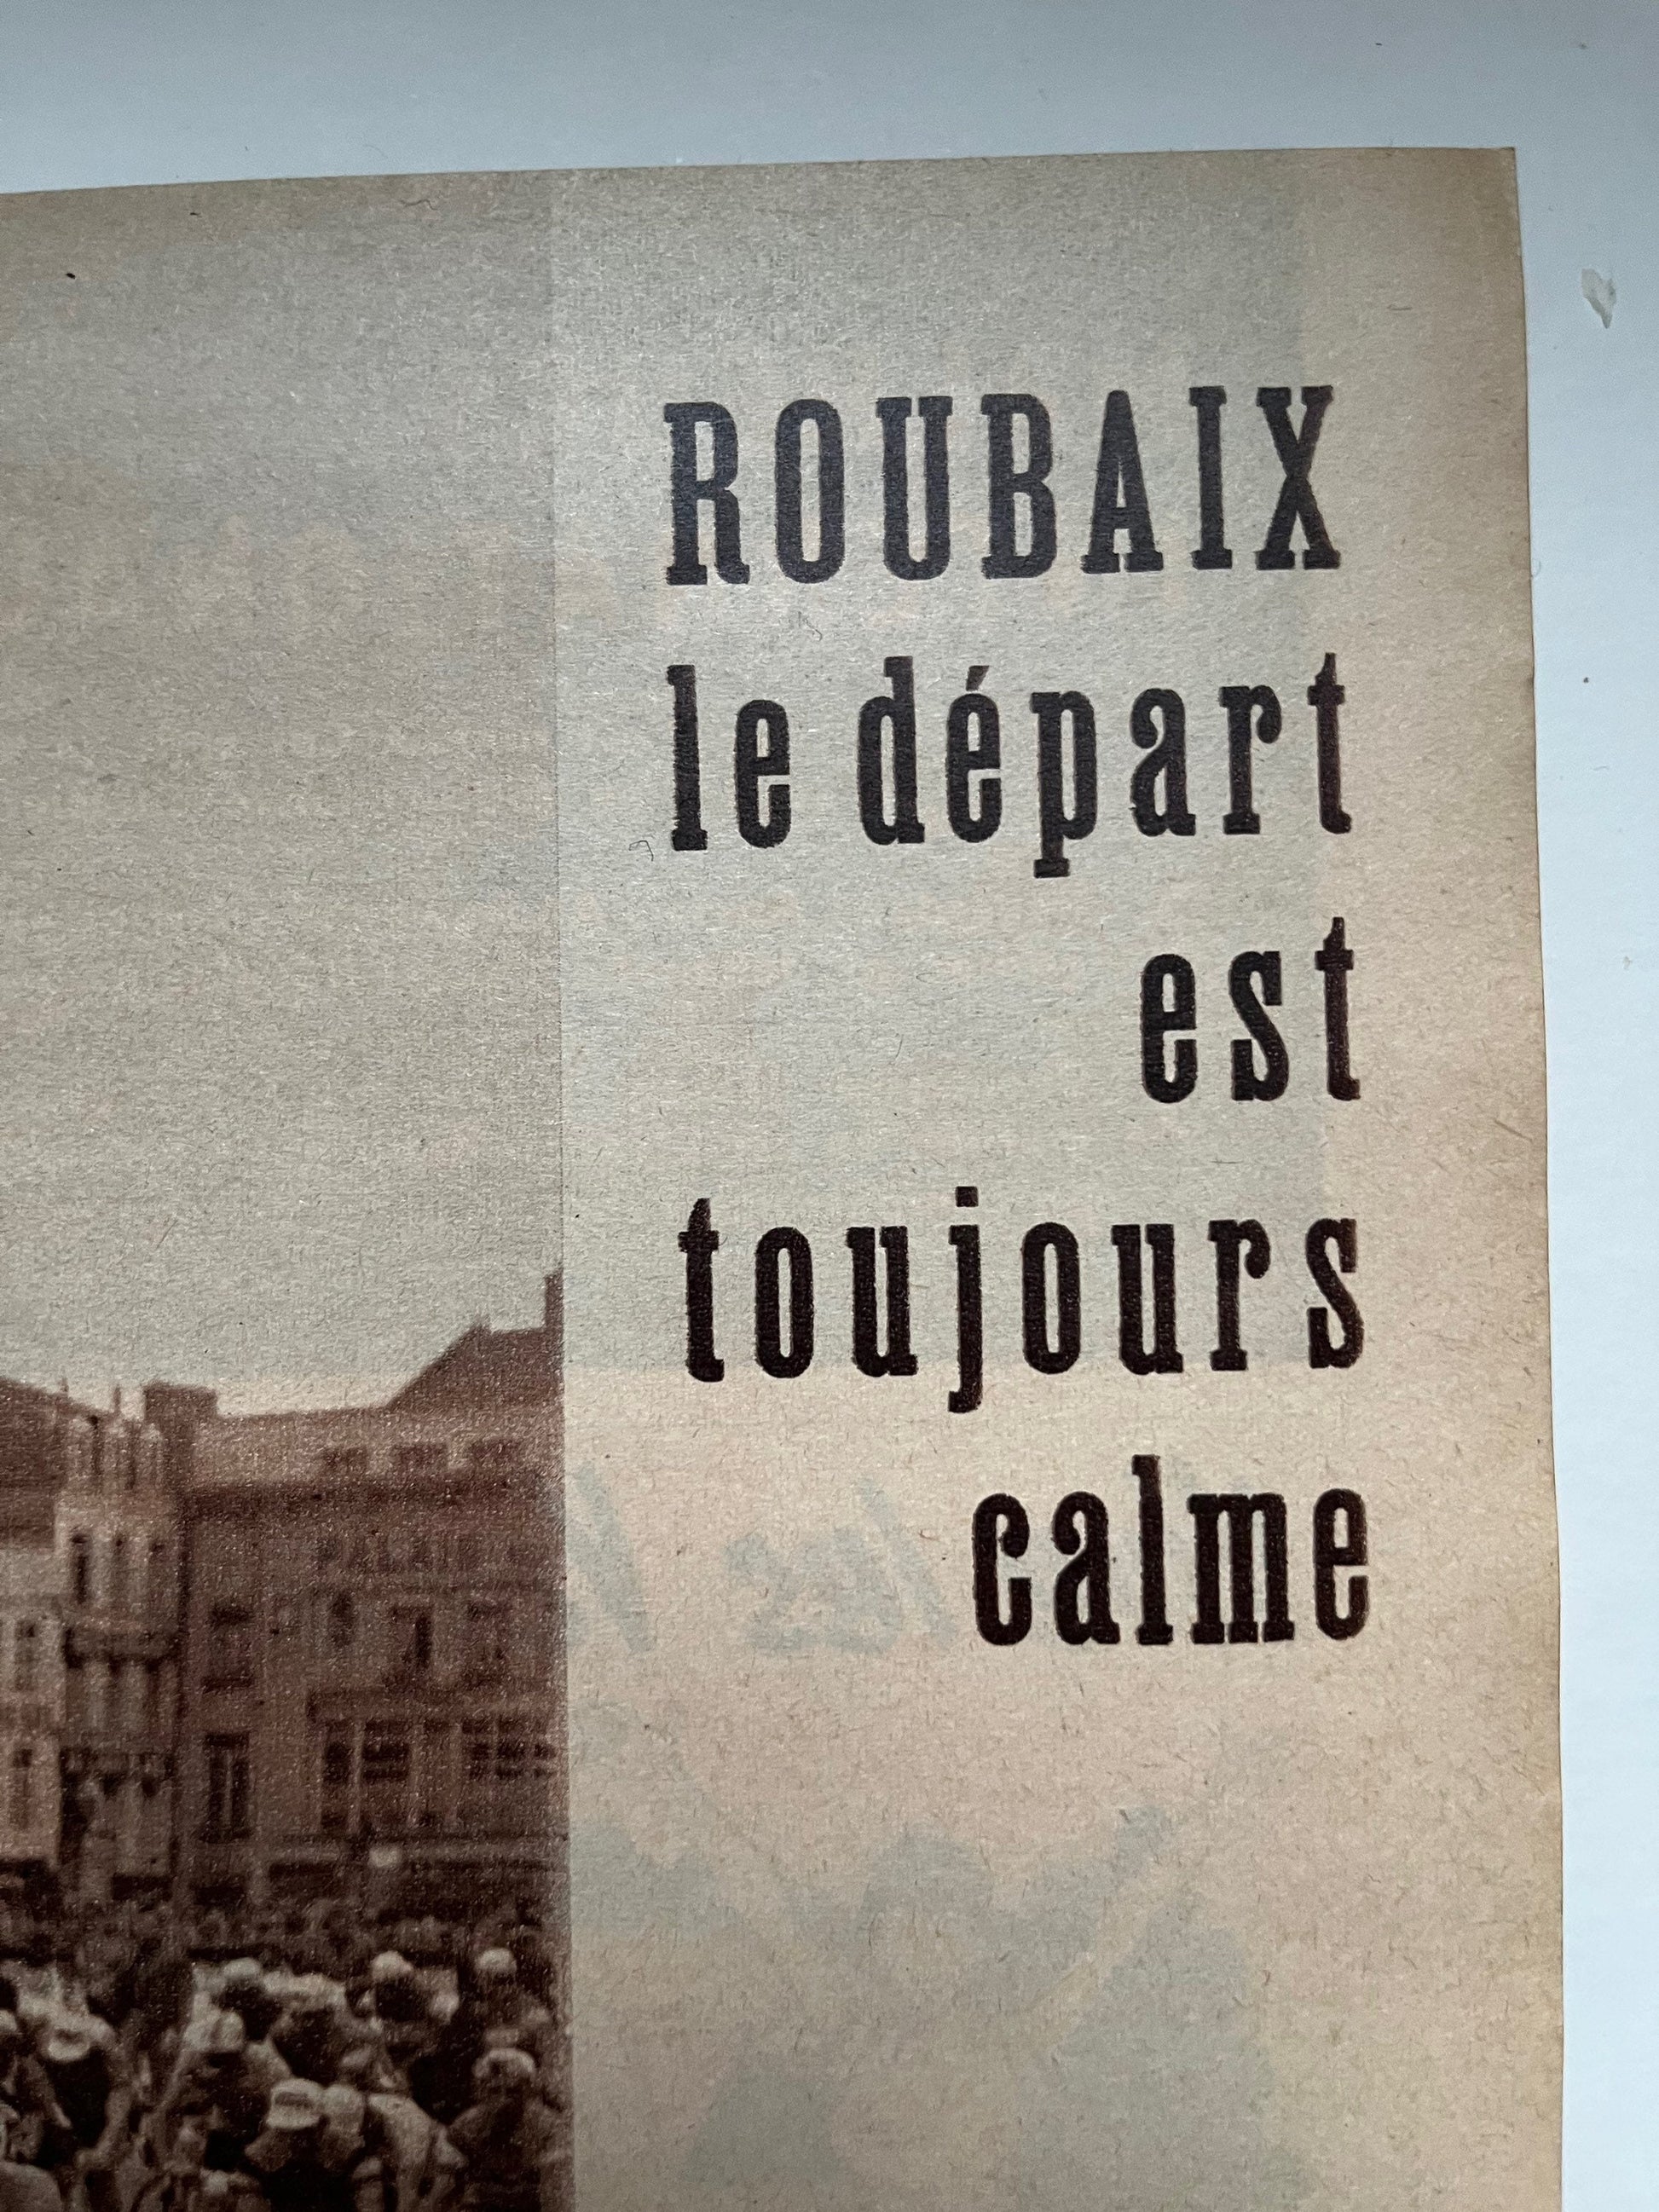 ROUBAIX
le départ
est
toujours
calme